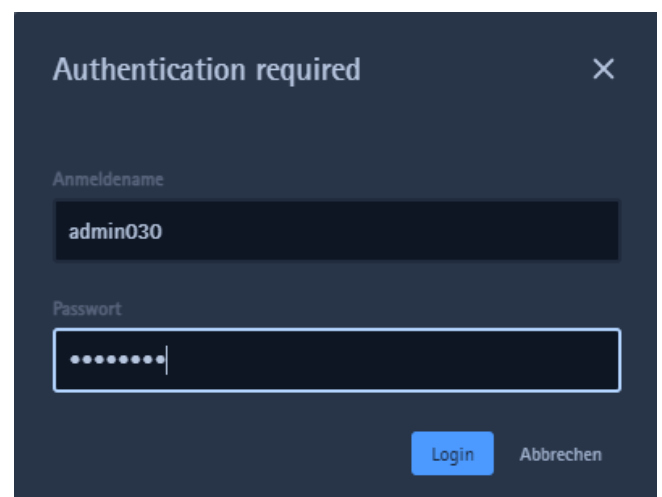 Authentication required
Anmeldename
admin030
Passwort
••••••••
Login Abbrechen